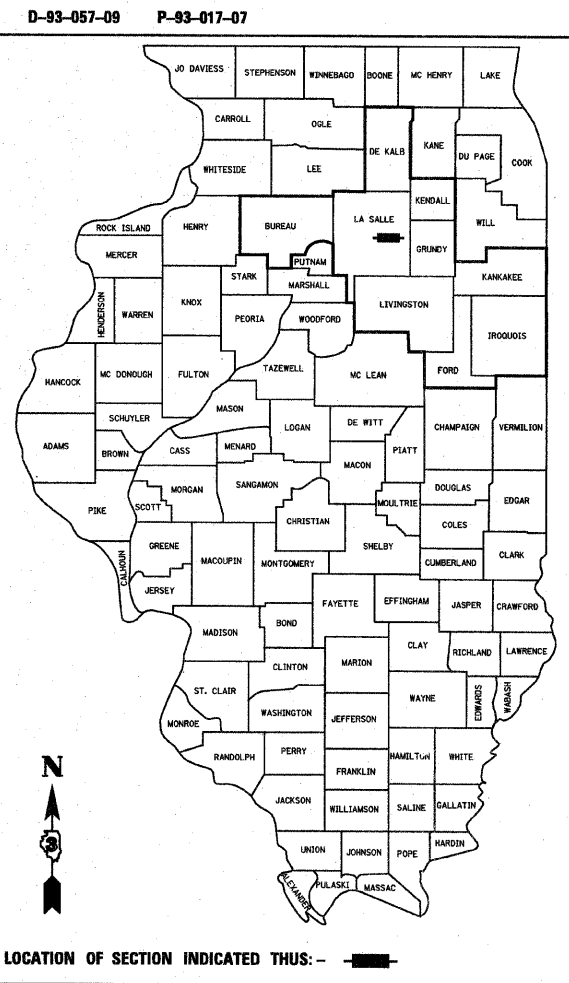 D-93-057-09 P-93-017-07
JO DAVIESS STEPHENSON WINNEBAGO BOONE MC HENRY LAKE
CARROLL OGLE DE KALB KANE DU PAGE COOK
WHITESIDE LEE
KENDALL
ROCK ISLAND HENRY BUREAU LA SALLE WILL
MERCER PUTNAM GRUNDY
STARK MARSHALL KANKAKEE
HENDERSON WARREN KNOX PEORIA WOODFORD LIVINGSTON
IROQUOIS
HANCOCK MC DONOUGH FULTON TAZEWELL MC LEAN FORD
MASON
ADAMS SCHUYLER LOGAN DE WITT CHAMPAIGN VERMILION
BROWN CASS MENARD MACON PIATT
PIKE SCOTT MORGAN SANGAMON MOULTRIE DOUGLAS EDGAR
CHRISTIAN COLES
CALHOUN GREENE MACOUPIN MONTGOMERY SHELBY CUMBERLAND CLARK
JERSEY FAYETTE EFFINGHAM JASPER CRAWFORD
MADISON BOND
CLAY RICHLAND LAWRENCE
CLINTON MARION
ST. CLAIR WAYNE EDWARDS WABASH
MONROE WASHINGTON JEFFERSON
RANDOLPH PERRY HAMILTON WHITE
N FRANKLIN
JACKSON WILLIAMSON SALINE GALLATIN
3
UNION JOHNSON POPE HARDIN
ALEXANDER PULASKI MASSAC
LOCATION OF SECTION INDICATED THUS:-